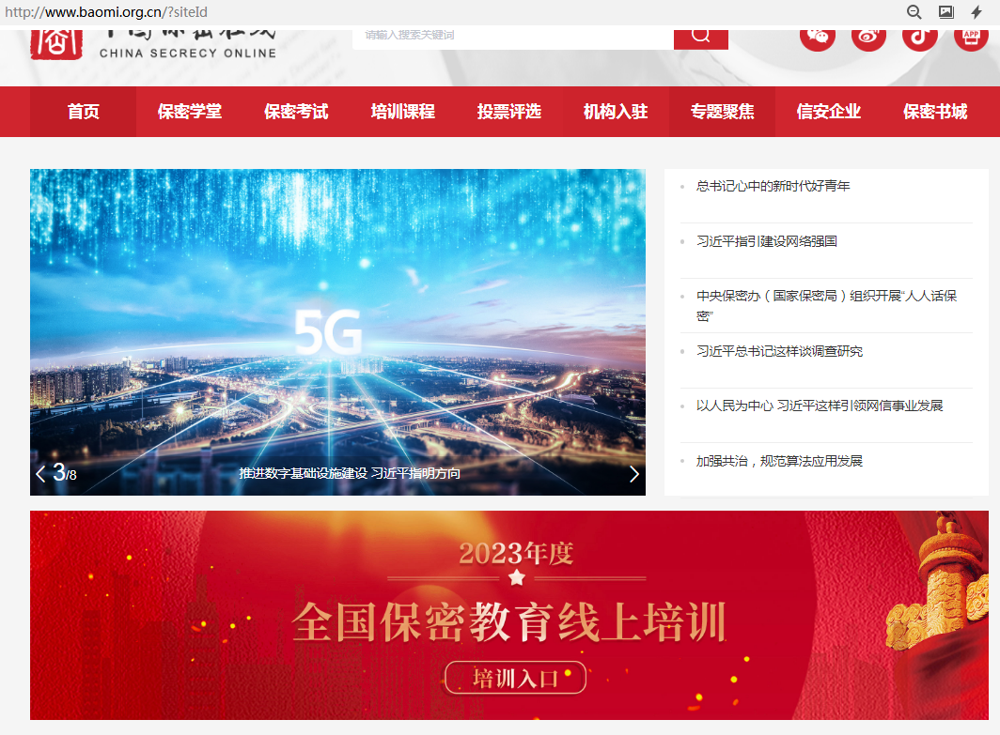 http://www.baomi.org.cn/?siteId
CHINA SECRECY ONLINE
请输入搜索关键词
APP
首页 保密学堂 保密考试 培训课程 投票评选 机构入驻 专题聚焦 信安企业 保密书城
5G
3/8
推进数字基础设施建设 习近平指明方向
总书记心中的新时代好青年
习近平指引建设网络强国
中央保密办（国家保密局）组织开展“人人话保
密”
习近平总书记这样谈调查研究
以人民为中心 习近平这样引领网信事业发展
加强共治，规范算法应用发展
2023年度
全国保密教育线上培训
培训入口